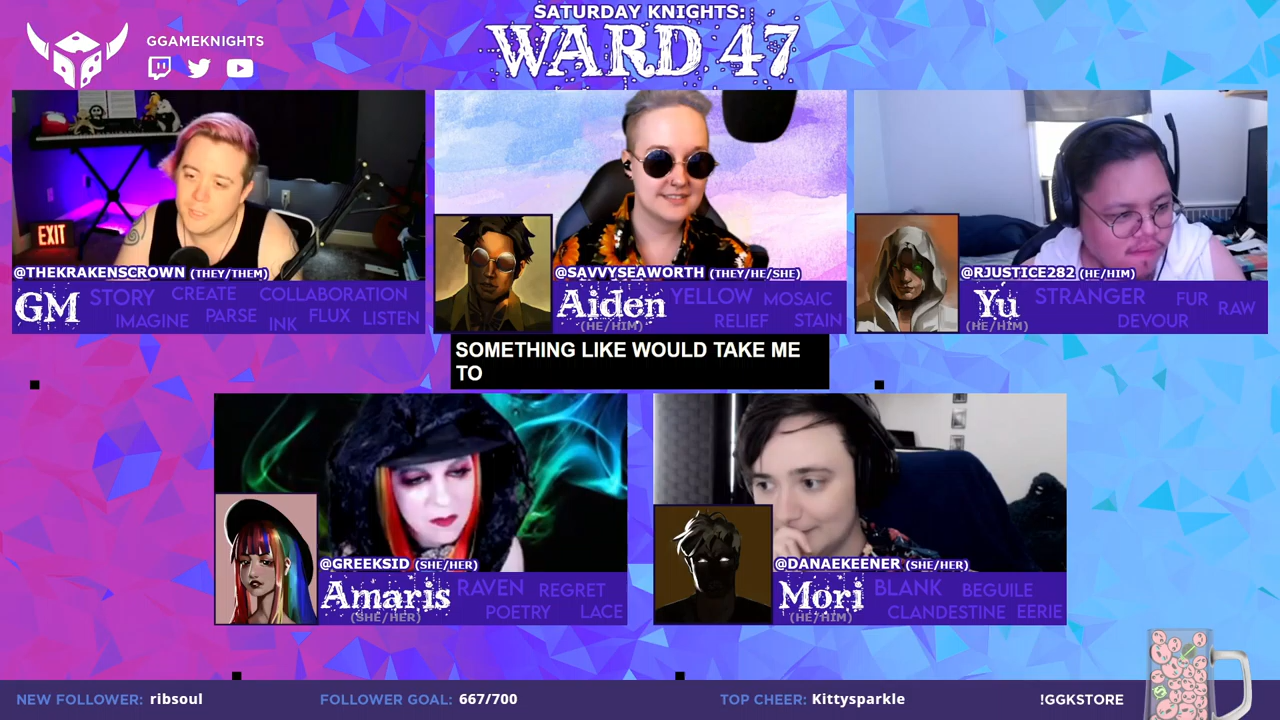 SATURDAY KNIGHTS:
WARD 47
GGAMEKNIGHTS
EXIT
@THEKRAKENSCROWN (THEY/THEM)
GM
STORY CREATE COLLABORATION
IMAGINE PARSE INK FLUX LISTEN
@SAVVYSEAWORTH (THEY/HE/SHE)
Aiden
(HE/HIM)
YELLOW MOSAIC
RELIEF STAIN
@RJUSTICE282 (HE/HIM)
Yu
(HE/HIM)
STRANGER FUR RAW
DEVOUR
SOMETHING LIKE WOULD TAKE ME
TO
@GREEKSID (SHE/HER)
Amaris
(SHE/HER)
RAVEN REGRET
POETRY LACE
@DANAEKEENER (SHE/HER)
Mori
(HE/HIM)
BLANK BEGUILE
CLANDESTINE EERIE
NEW FOLLOWER: ribsoul
FOLLOWER GOAL: 667/700
TOP CHEER: Kittysparkle
!GGKSTORE